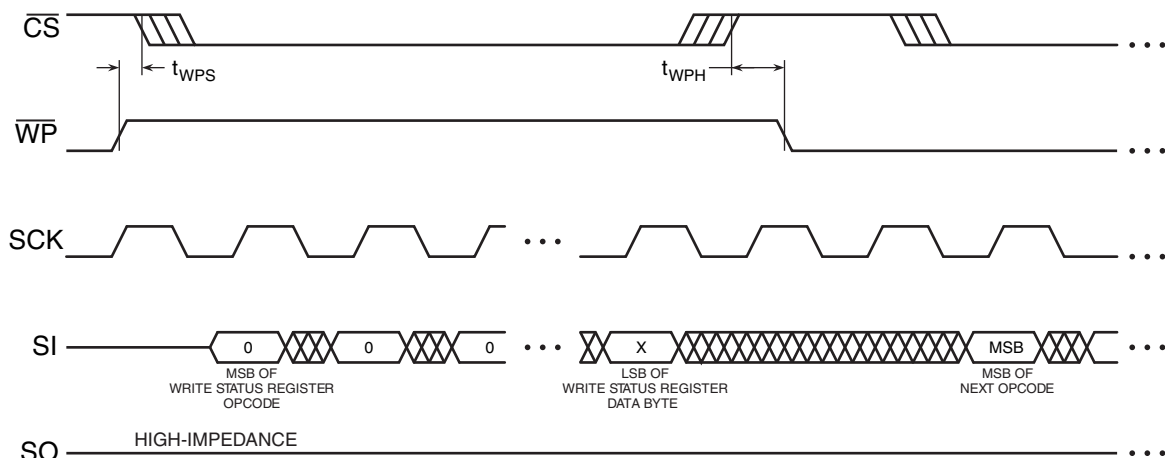 CS
tWPS
tWPH
WP
SCK
SI
0
0
0
X
MSB
MSB OF
WRITE STATUS REGISTER
OPCODE
LSB OF
WRITE STATUS REGISTER
DATA BYTE
MSB OF
NEXT OPCODE
HIGH-IMPEDANCE
SO